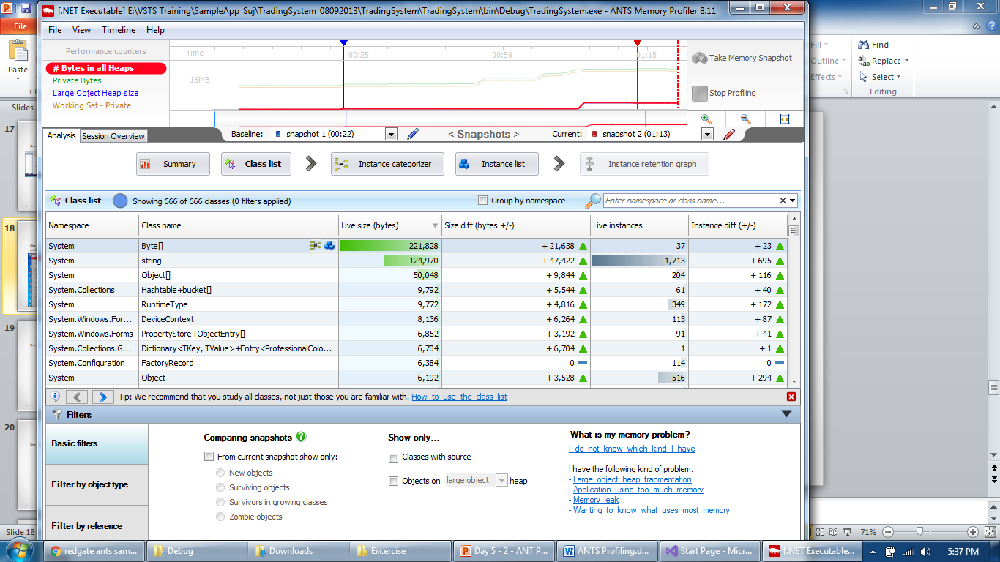 [.NET Executable] E:\VSTS Training\SampleApp_Suj\TradingSystem_08092013\TradingSystem\TradingSystem\bin\Debug\TradingSystem.exe - ANTS Memory Profiler 8.11
File View Timeline Help
File
Paste
Slides
17
18
19
20
Slide 18
Performance counters
# Bytes in all Heaps
Private Bytes
Large Object Heap size
Working Set - Private
Time 00:25 00:50 01:15
16MB
Take Memory Snapshot
Stop Profiling
Fill
Outline
Effects
Find
Replace
Select
Editing
Analysis Session Overview
Baseline: snapshot 1 (00:22) < Snapshots > Current: snapshot 2 (01:13)
Summary Class list Instance categorizer Instance list Instance retention graph
Class list Showing 666 of 666 classes (0 filters applied) Group by namespace Enter namespace or class name...
Namespace Class name Live size (bytes) Size diff (bytes +/-) Live instances Instance diff (+/-)
System Byte[] 221,828 + 21,638 37 + 23
System string 124,970 + 47,422 1,713 + 695
System Object[] 50,048 + 9,844 204 + 116
System.Collections Hashtable+bucket[] 9,792 + 5,544 61 + 40
System RuntimeType 9,772 + 4,816 349 + 172
System.Windows.For... DeviceContext 8,136 + 6,264 113 + 87
System.Windows.Forms PropertyStore+ObjectEntry[] 6,852 + 3,192 91 + 41
System.Collections.G... Dictionary<TKey, TValue>+Entry<ProfessionalColo... 6,704 + 6,704 1 + 1
System.Configuration FactoryRecord 6,384 0 114 0
System Object 6,192 + 3,528 516 + 294
Tip: We recommend that you study all classes, not just those you are familiar with. How to use the class list
Filters
Basic filters
Filter by object type
Filter by reference
Comparing snapshots
From current snapshot show only:
New objects
Surviving objects
Survivors in growing classes
Zombie objects
Show only...
Classes with source
Objects on large object heap
What is my memory problem?
I do not know which kind I have
I have the following kind of problem:
- Large object heap fragmentation
- Application using too much memory
- Memory leak
- Wanting to know what uses most memory
71%
redgate ants sam... Debug Downloads Excercise Day 5 - 2 - ANT P... ANTS Profiling.d... Start Page - Micr... [.NET Executable... 5:37 PM